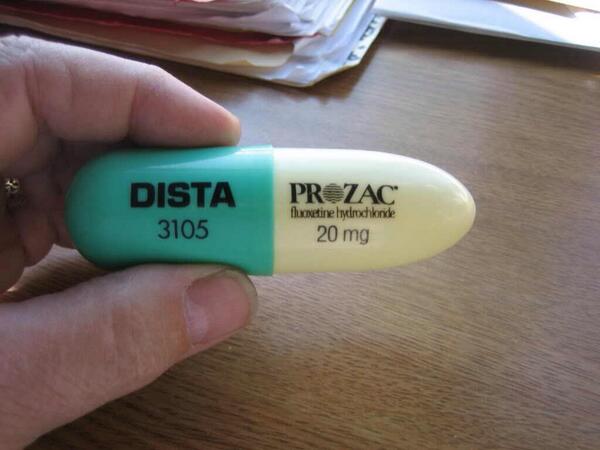 DISTA
3105
PROZAC®
fluoxetine hydrochloride
20 mg